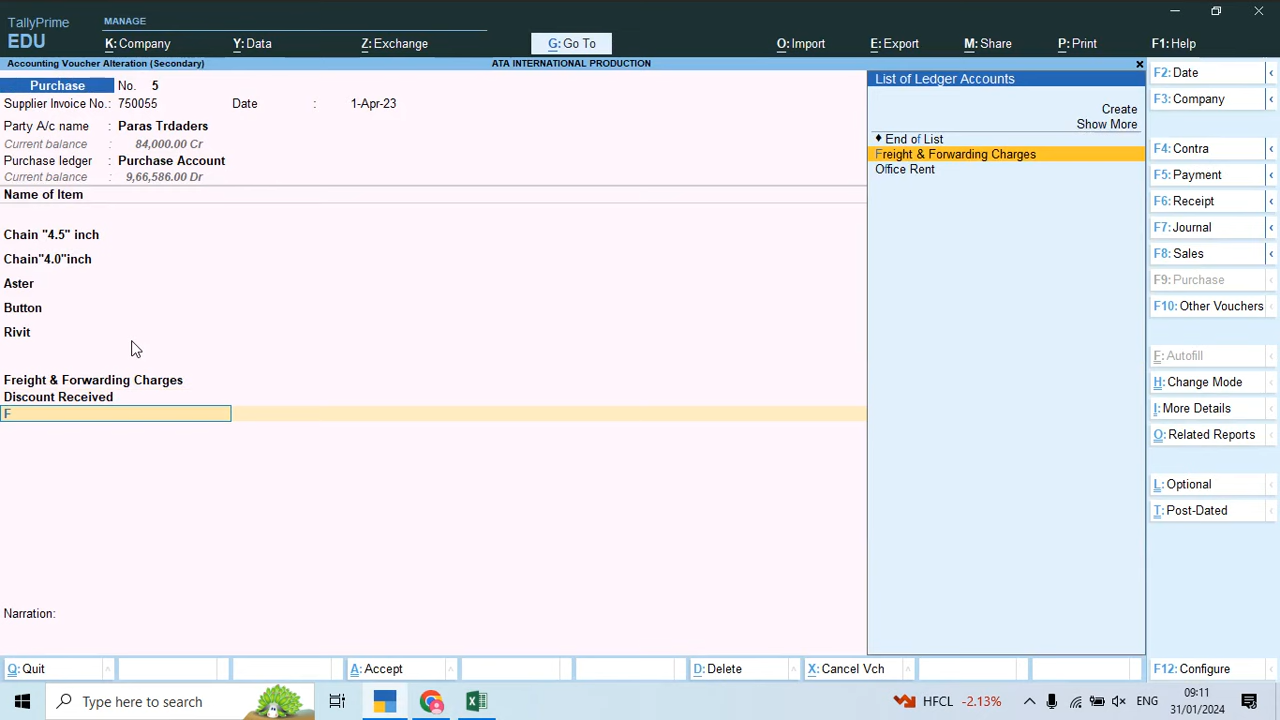 TallyPrime
EDU
MANAGE
K: Company
Y: Data
Z: Exchange
G: Go To
O: Import
E: Export
M: Share
P: Print
F1: Help
Accounting Voucher Alteration (Secondary)
ATA INTERNATIONAL PRODUCTION
Purchase No. 5
Supplier Invoice No.: 750055 Date : 1-Apr-23
Party A/c name : Paras Trdaders
Current balance : 84,000.00 Cr
Purchase ledger : Purchase Account
Current balance : 9,66,586.00 Dr
Name of Item
Chain "4.5" inch
Chain"4.0"inch
Aster
Button
Rivit
Freight & Forwarding Charges
Discount Received
F
Narration:
List of Ledger Accounts
Create
Show More
♦ End of List
Freight & Forwarding Charges
Office Rent
F2: Date
F3: Company
F4: Contra
F5: Payment
F6: Receipt
F7: Journal
F8: Sales
F9: Purchase
F10: Other Vouchers
F: Autofill
H: Change Mode
I: More Details
O: Related Reports
L: Optional
T: Post-Dated
F12: Configure
Q: Quit
A: Accept
D: Delete
X: Cancel Vch
Type here to search
HFCL -2.13%
ENG
09:11
31/01/2024